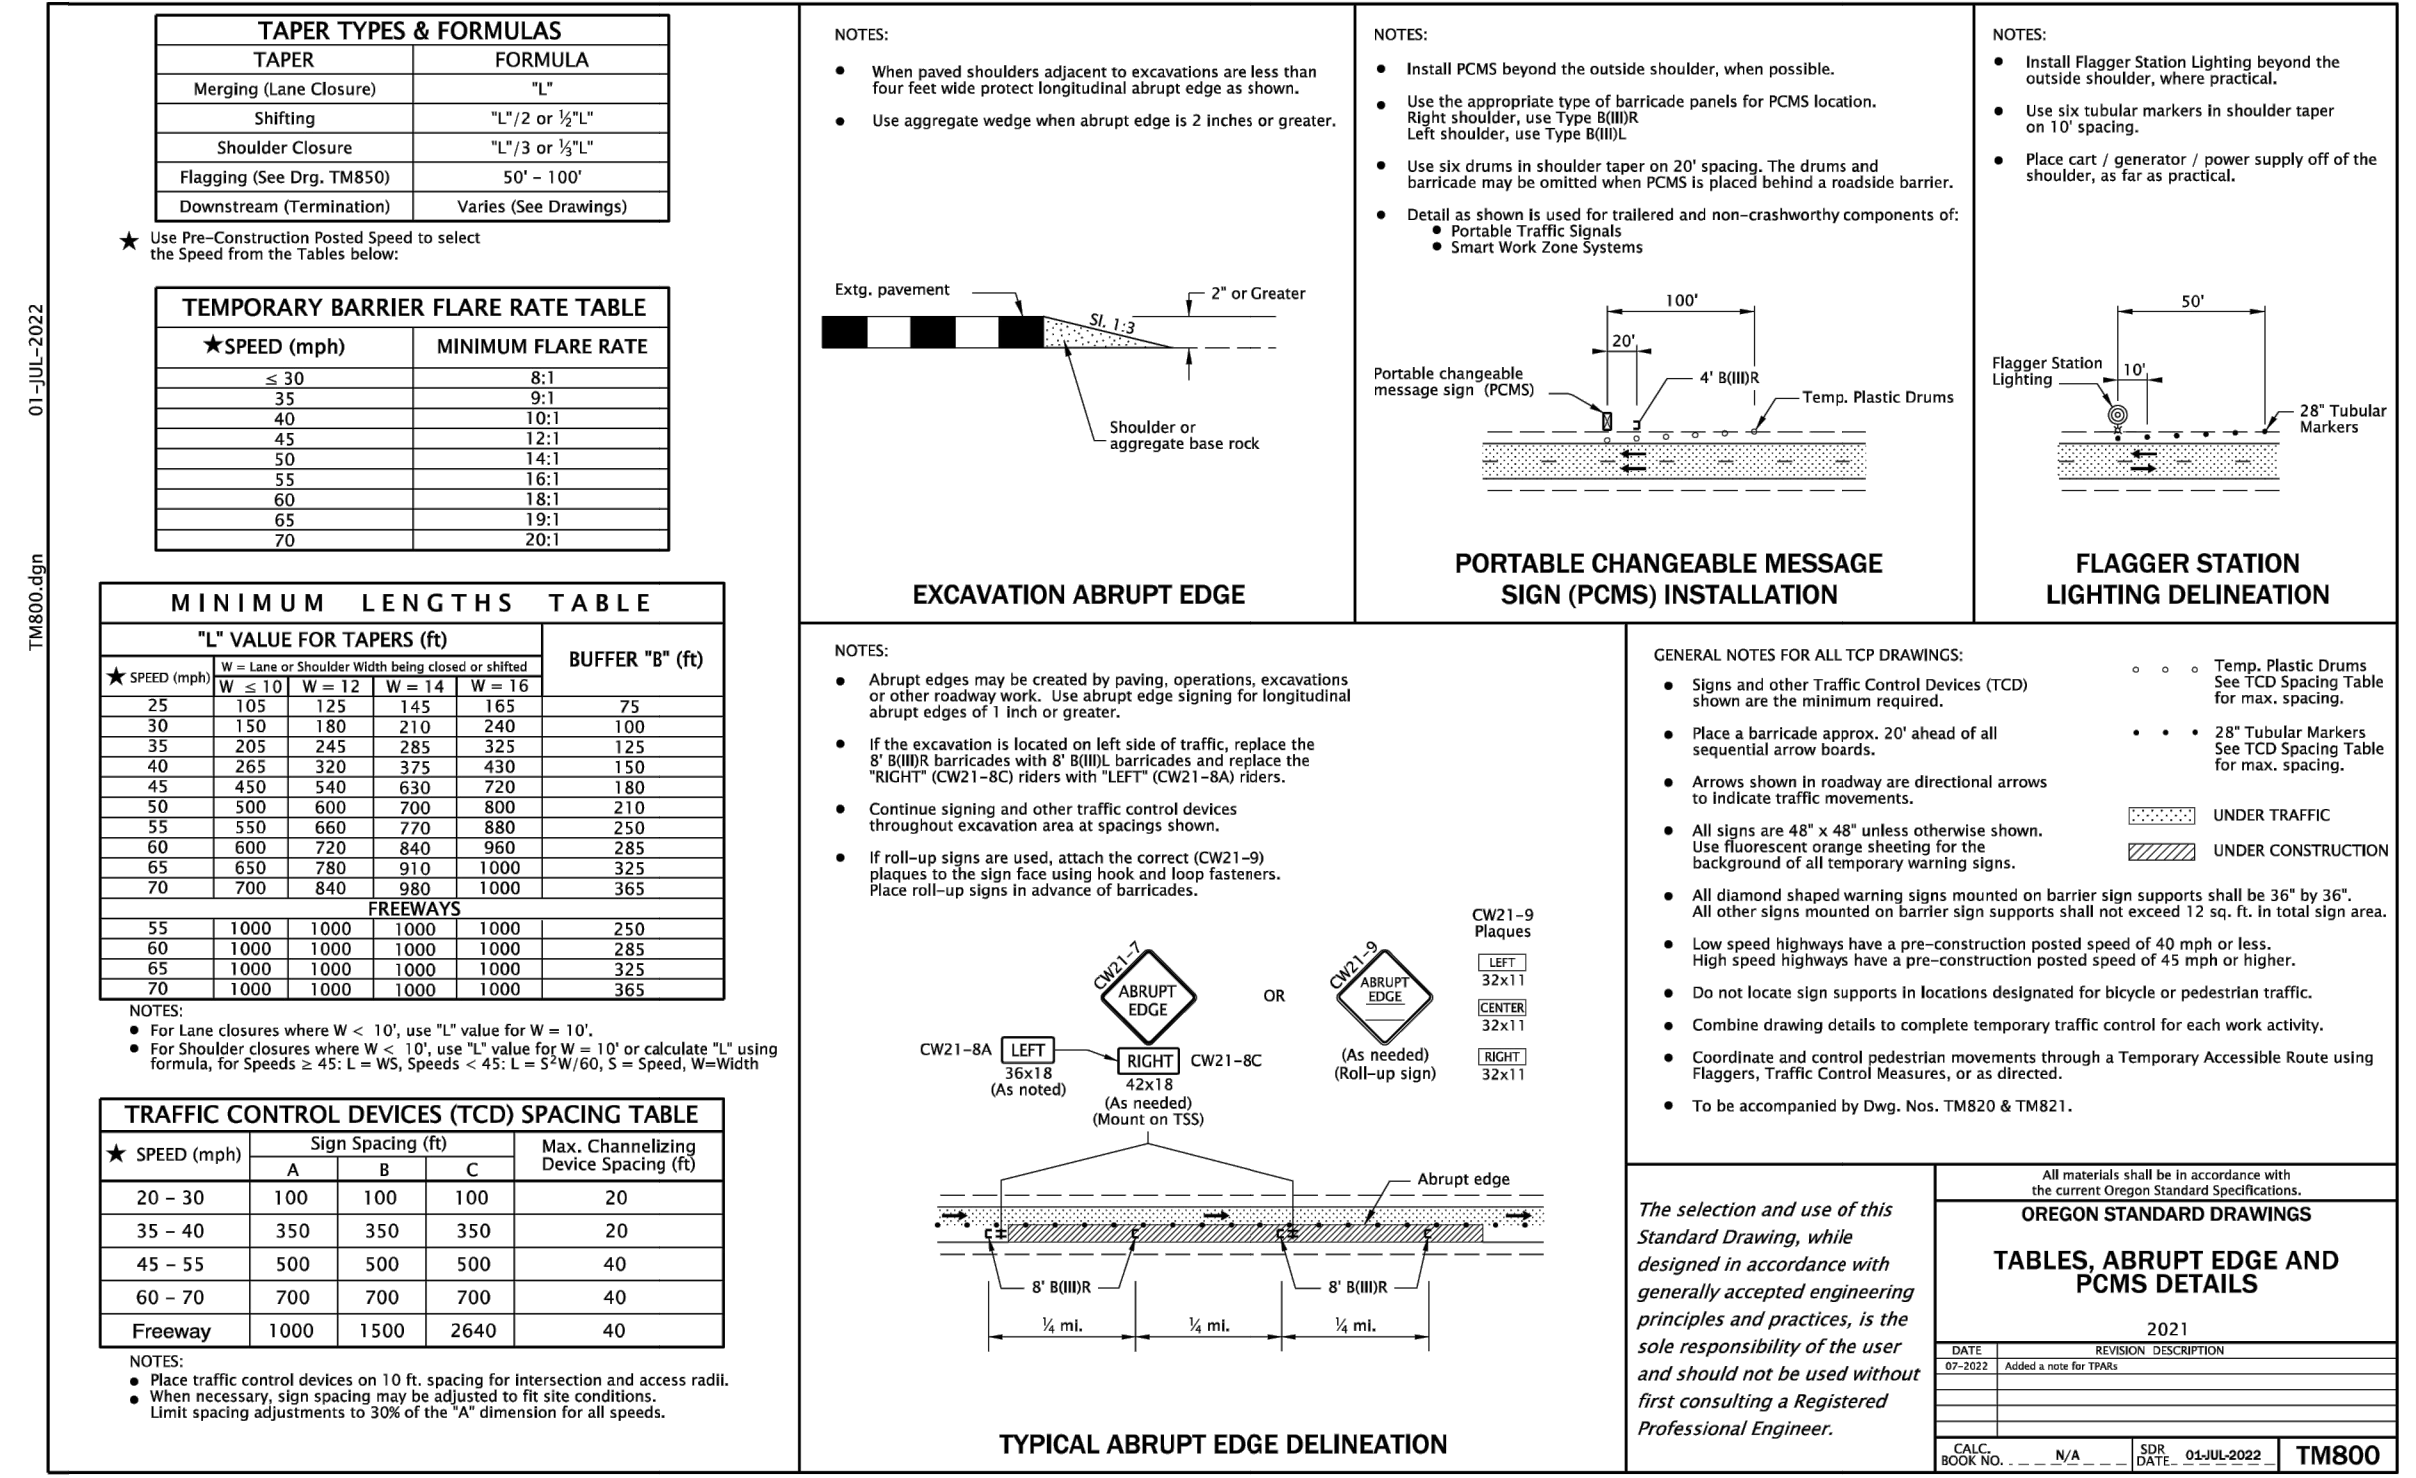 01-JUL-2022
TM800.dgn
TAPER TYPES & FORMULAS
TAPER FORMULA
Merging (Lane Closure) "L"
Shifting "L"/2 or ½"L"
Shoulder Closure "L"/3 or ⅓"L"
Flagging (See Drg. TM850) 50' - 100'
Downstream (Termination) Varies (See Drawings)
★ Use Pre-Construction Posted Speed to select
the Speed from the Tables below:
TEMPORARY BARRIER FLARE RATE TABLE
★SPEED (mph) MINIMUM FLARE RATE
≤ 30 8:1
35 9:1
40 10:1
45 12:1
50 14:1
55 16:1
60 18:1
65 19:1
70 20:1
MINIMUM LENGTHS TABLE
"L" VALUE FOR TAPERS (ft)
BUFFER "B" (ft)
★ SPEED (mph)
W = Lane or Shoulder Width being closed or shifted
W ≤ 10 W = 12 W = 14 W = 16
25 105 125 145 165 75
30 150 180 210 240 100
35 205 245 285 325 125
40 265 320 375 430 150
45 450 540 630 720 180
50 500 600 700 800 210
55 550 660 770 880 250
60 600 720 840 960 285
65 650 780 910 1000 325
70 700 840 980 1000 365
FREEWAYS
55 1000 1000 1000 1000 250
60 1000 1000 1000 1000 285
65 1000 1000 1000 1000 325
70 1000 1000 1000 1000 365
NOTES:
● For Lane closures where W < 10', use "L" value for W = 10'.
● For Shoulder closures where W < 10', use "L" value for W = 10' or calculate "L" using
formula, for Speeds ≥ 45: L = WS, Speeds < 45: L = S²W/60, S = Speed, W=Width
TRAFFIC CONTROL DEVICES (TCD) SPACING TABLE
★ SPEED (mph)
Sign Spacing (ft)
A B C
Max. Channelizing
Device Spacing (ft)
20 - 30 100 100 100 20
35 - 40 350 350 350 20
45 - 55 500 500 500 40
60 - 70 700 700 700 40
Freeway 1000 1500 2640 40
NOTES:
● Place traffic control devices on 10 ft. spacing for intersection and access radii.
● When necessary, sign spacing may be adjusted to fit site conditions.
Limit spacing adjustments to 30% of the "A" dimension for all speeds.
NOTES:
● When paved shoulders adjacent to excavations are less than
four feet wide protect longitudinal abrupt edge as shown.
● Use aggregate wedge when abrupt edge is 2 inches or greater.
Extg. pavement
2" or Greater
Sl. 1:3
Shoulder or
aggregate base rock
EXCAVATION ABRUPT EDGE
NOTES:
● Install PCMS beyond the outside shoulder, when possible.
● Use the appropriate type of barricade panels for PCMS location.
Right shoulder, use Type B(III)R
Left shoulder, use Type B(III)L
● Use six drums in shoulder taper on 20' spacing. The drums and
barricade may be omitted when PCMS is placed behind a roadside barrier.
● Detail as shown is used for trailered and non-crashworthy components of:
● Portable Traffic Signals
● Smart Work Zone Systems
100'
20'
Portable changeable
message sign (PCMS)
4' B(III)R
Temp. Plastic Drums
PORTABLE CHANGEABLE MESSAGE
SIGN (PCMS) INSTALLATION
NOTES:
● Install Flagger Station Lighting beyond the
outside shoulder, where practical.
● Use six tubular markers in shoulder taper
on 10' spacing.
● Place cart / generator / power supply off of the
shoulder, as far as practical.
50'
Flagger Station
Lighting
10'
28" Tubular
Markers
FLAGGER STATION
LIGHTING DELINEATION
NOTES:
● Abrupt edges may be created by paving, operations, excavations
or other roadway work. Use abrupt edge signing for longitudinal
abrupt edges of 1 inch or greater.
● If the excavation is located on left side of traffic, replace the
8' B(III)R barricades with 8' B(III)L barricades and replace the
"RIGHT" (CW21-8C) riders with "LEFT" (CW21-8A) riders.
● Continue signing and other traffic control devices
throughout excavation area at spacings shown.
● If roll-up signs are used, attach the correct (CW21-9)
plaques to the sign face using hook and loop fasteners.
Place roll-up signs in advance of barricades.
CW21-7
ABRUPT
EDGE
OR
CW21-9
ABRUPT
EDGE
(As needed)
(Roll-up sign)
CW21-9
Plaques
LEFT
32x11
CENTER
32x11
RIGHT
32x11
CW21-8A LEFT
36x18
(As noted)
RIGHT CW21-8C
42x18
(As needed)
(Mount on TSS)
Abrupt edge
8' B(III)R 8' B(III)R
¼ mi. ¼ mi. ¼ mi.
TYPICAL ABRUPT EDGE DELINEATION
GENERAL NOTES FOR ALL TCP DRAWINGS:
● Signs and other Traffic Control Devices (TCD)
shown are the minimum required.
● Place a barricade approx. 20' ahead of all
sequential arrow boards.
● Arrows shown in roadway are directional arrows
to indicate traffic movements.
● All signs are 48" x 48" unless otherwise shown.
Use fluorescent orange sheeting for the
background of all temporary warning signs.
● All diamond shaped warning signs mounted on barrier sign supports shall be 36" by 36".
All other signs mounted on barrier sign supports shall not exceed 12 sq. ft. in total sign area.
● Low speed highways have a pre-construction posted speed of 40 mph or less.
High speed highways have a pre-construction posted speed of 45 mph or higher.
● Do not locate sign supports in locations designated for bicycle or pedestrian traffic.
● Combine drawing details to complete temporary traffic control for each work activity.
● Coordinate and control pedestrian movements through a Temporary Accessible Route using
Flaggers, Traffic Control Measures, or as directed.
● To be accompanied by Dwg. Nos. TM820 & TM821.
Temp. Plastic Drums
See TCD Spacing Table
for max. spacing.
28" Tubular Markers
See TCD Spacing Table
for max. spacing.
UNDER TRAFFIC
UNDER CONSTRUCTION
The selection and use of this
Standard Drawing, while
designed in accordance with
generally accepted engineering
principles and practices, is the
sole responsibility of the user
and should not be used without
first consulting a Registered
Professional Engineer.
All materials shall be in accordance with
the current Oregon Standard Specifications.
OREGON STANDARD DRAWINGS
TABLES, ABRUPT EDGE AND
PCMS DETAILS
2021
DATE REVISION DESCRIPTION
07-2022 Added a note for TPARs
CALC.
BOOK NO. N/A
SDR
DATE 01-JUL-2022
TM800